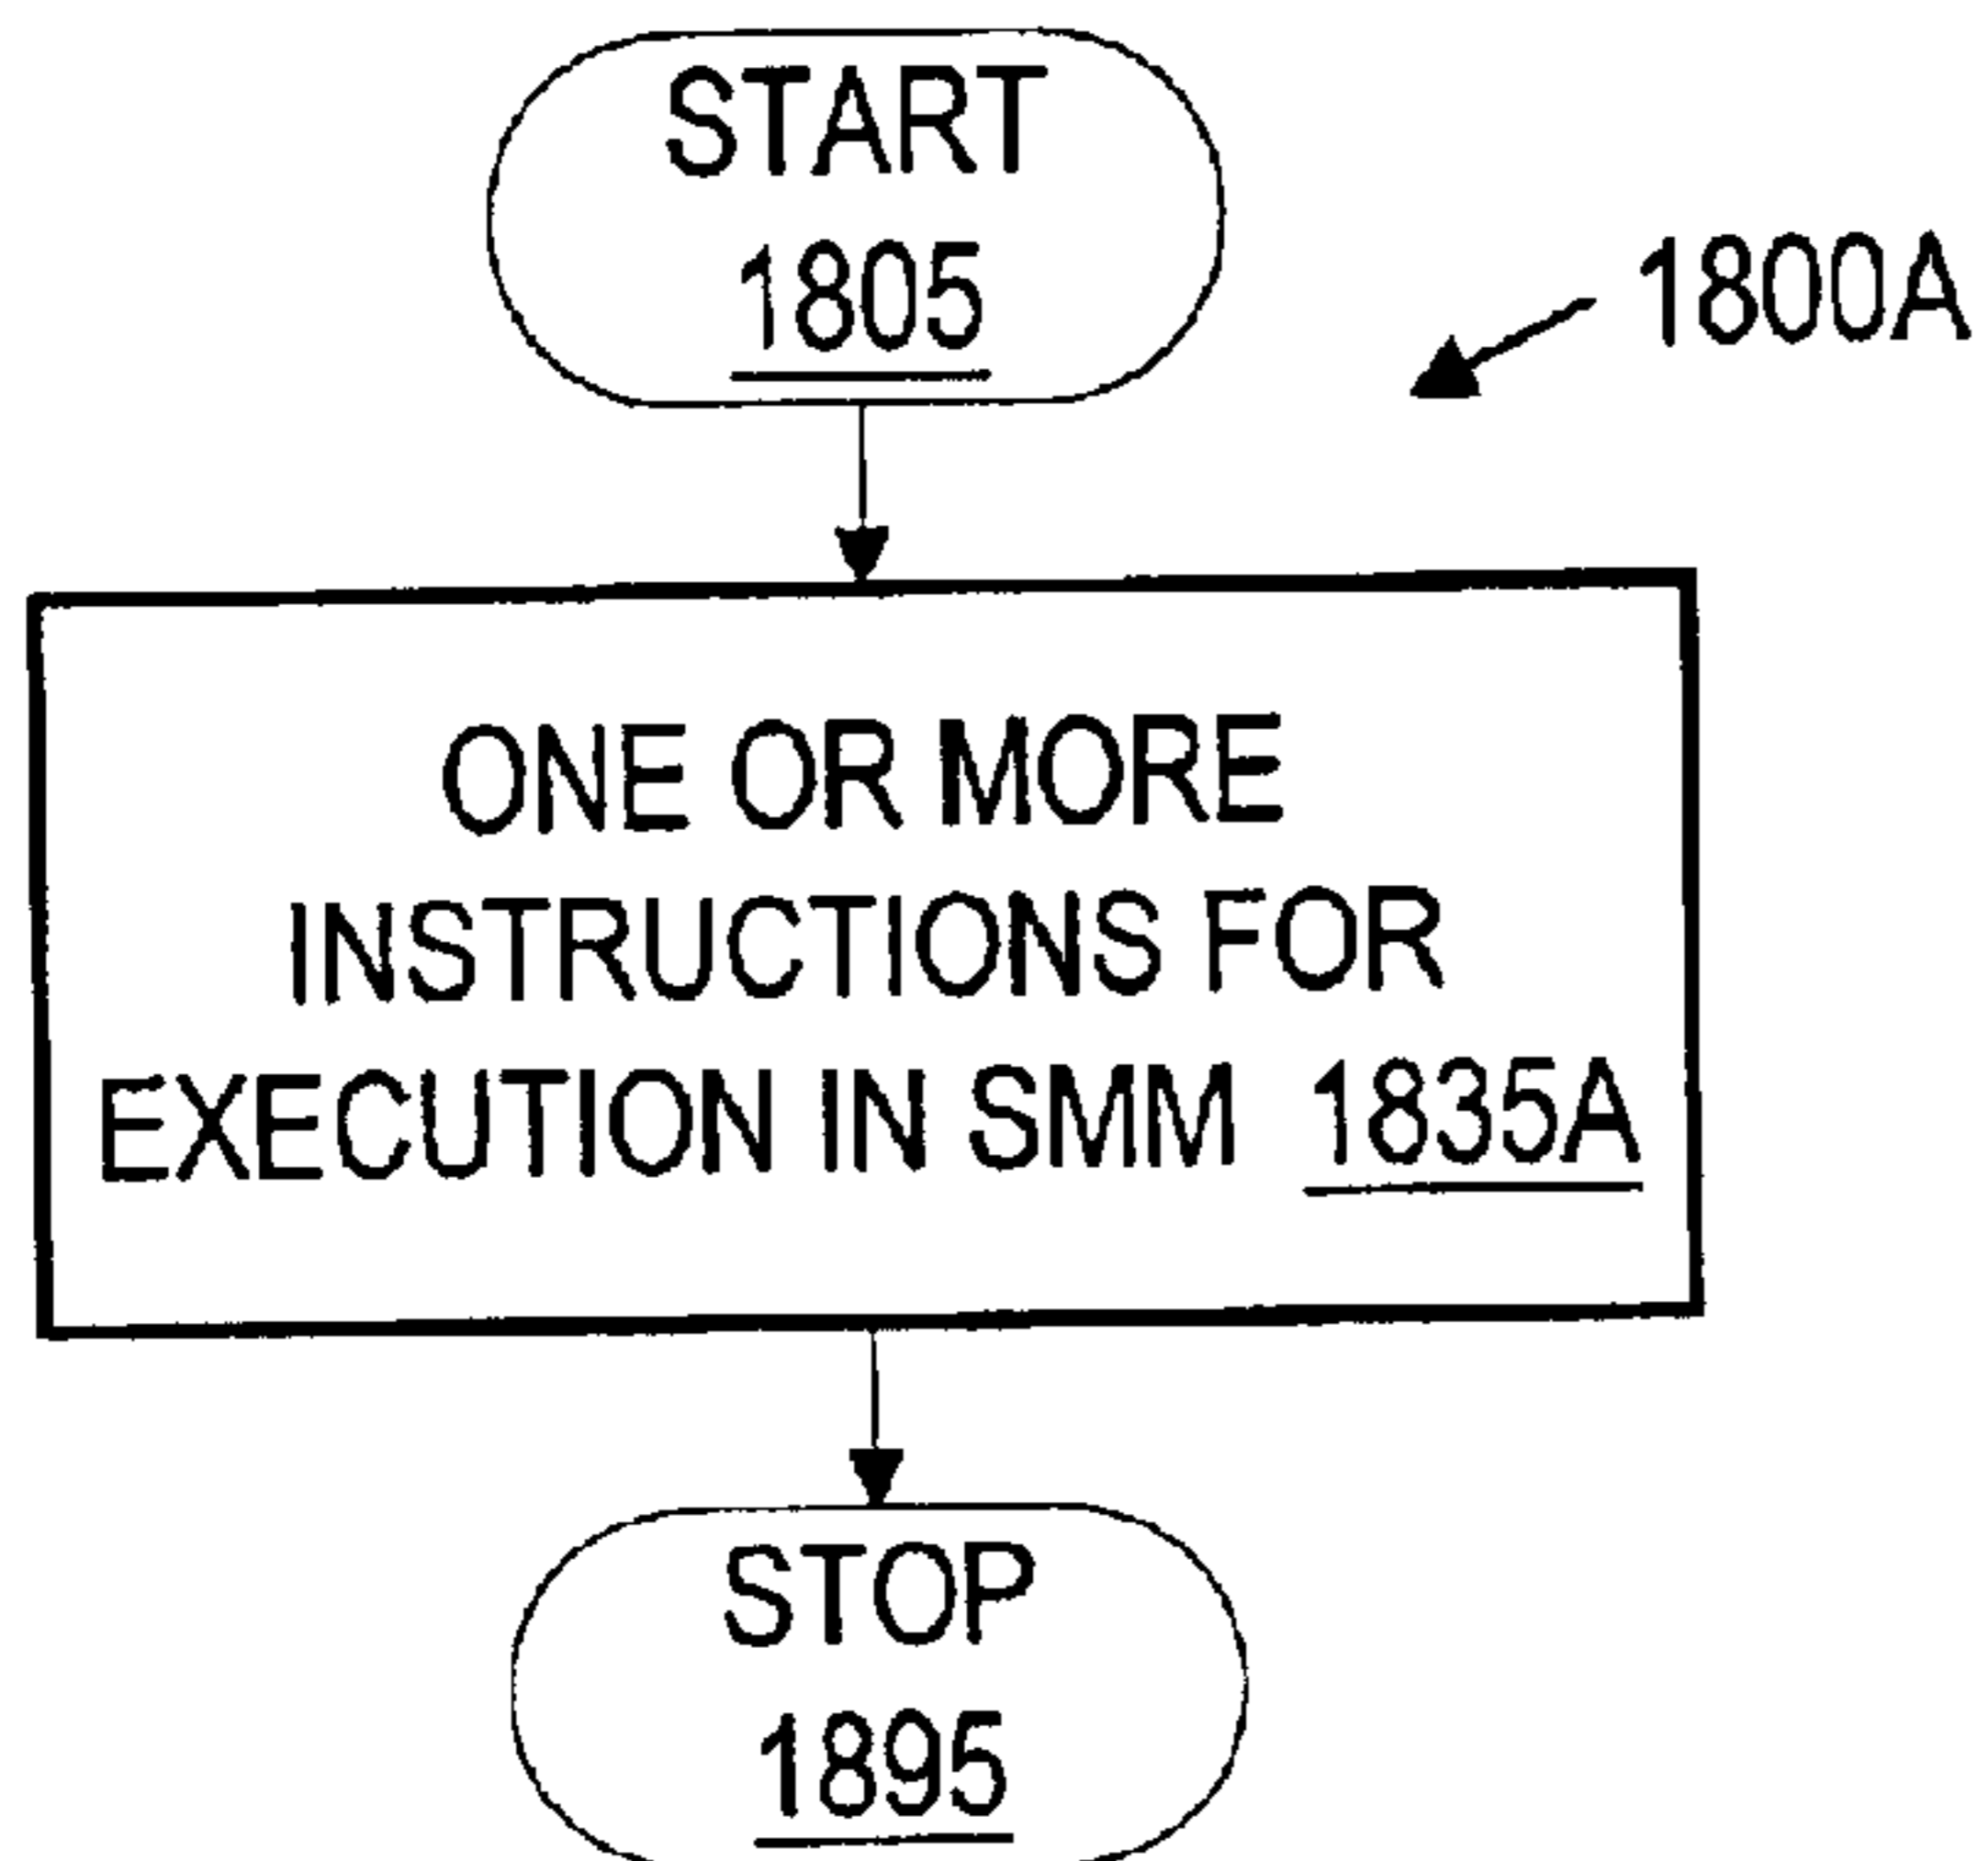 START
1805
1800A
ONE OR MORE
INSTRUCTIONS FOR
EXECUTION IN SMM 1835A
STOP
1895